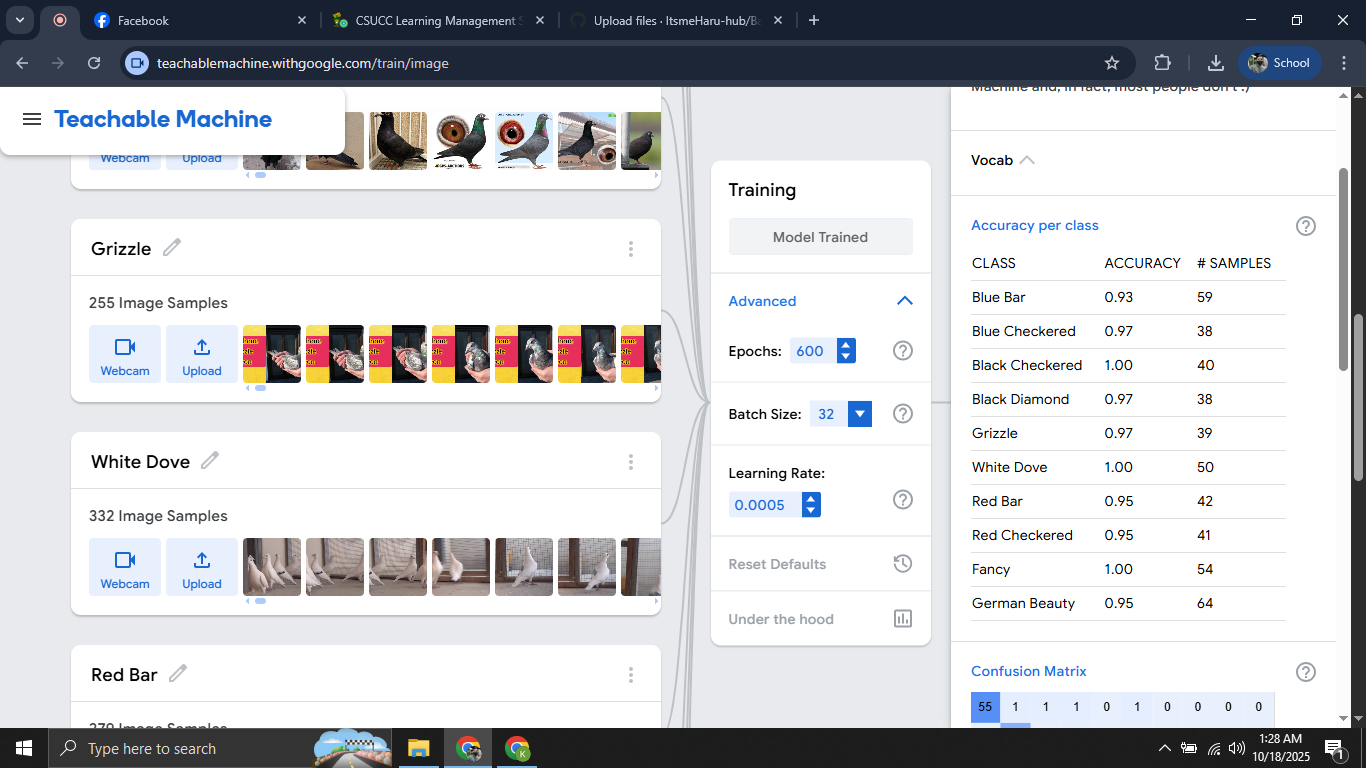 Facebook
CSUCC Learning Management S
Upload files · ItsmeHaru-hub/Ba
teachablemachine.withgoogle.com/train/image
School
Teachable Machine
Webcam
Upload
Grizzle
255 Image Samples
Webcam
Upload
White Dove
332 Image Samples
Webcam
Upload
Red Bar
279 Image Samples
Training
Model Trained
Advanced
Epochs: 600
Batch Size: 32
Learning Rate:
0.0005
Reset Defaults
Under the hood
Machine and, in fact, most people don't :)
Vocab
Accuracy per class
CLASS ACCURACY # SAMPLES
Blue Bar 0.93 59
Blue Checkered 0.97 38
Black Checkered 1.00 40
Black Diamond 0.97 38
Grizzle 0.97 39
White Dove 1.00 50
Red Bar 0.95 42
Red Checkered 0.95 41
Fancy 1.00 54
German Beauty 0.95 64
Confusion Matrix
55 1 1 1 0 1 0 0 0 0
Type here to search
1:28 AM
10/18/2025
1